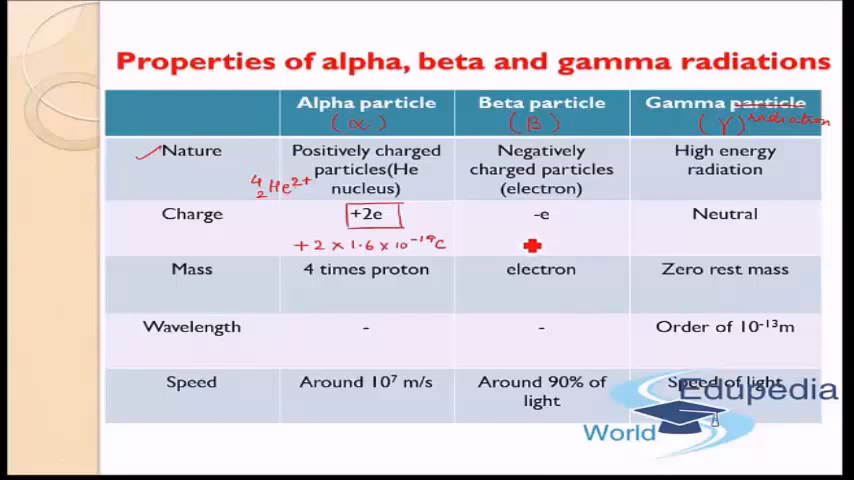 Properties of alpha, beta and gamma radiations
Alpha particle
(α)
Beta particle
(β)
Gamma particle
(γ) radiation
Nature
Positively charged
particles(He
nucleus)
⁴₂He²⁺
Negatively
charged particles
(electron)
High energy
radiation
Charge
+2e
+2 × 1.6 × 10⁻¹⁹C
-e
Neutral
Mass
4 times proton
electron
Zero rest mass
Wavelength
-
-
Order of 10⁻¹³m
Speed
Around 10⁷ m/s
Around 90% of
light
Speed of light
Edupedia
World